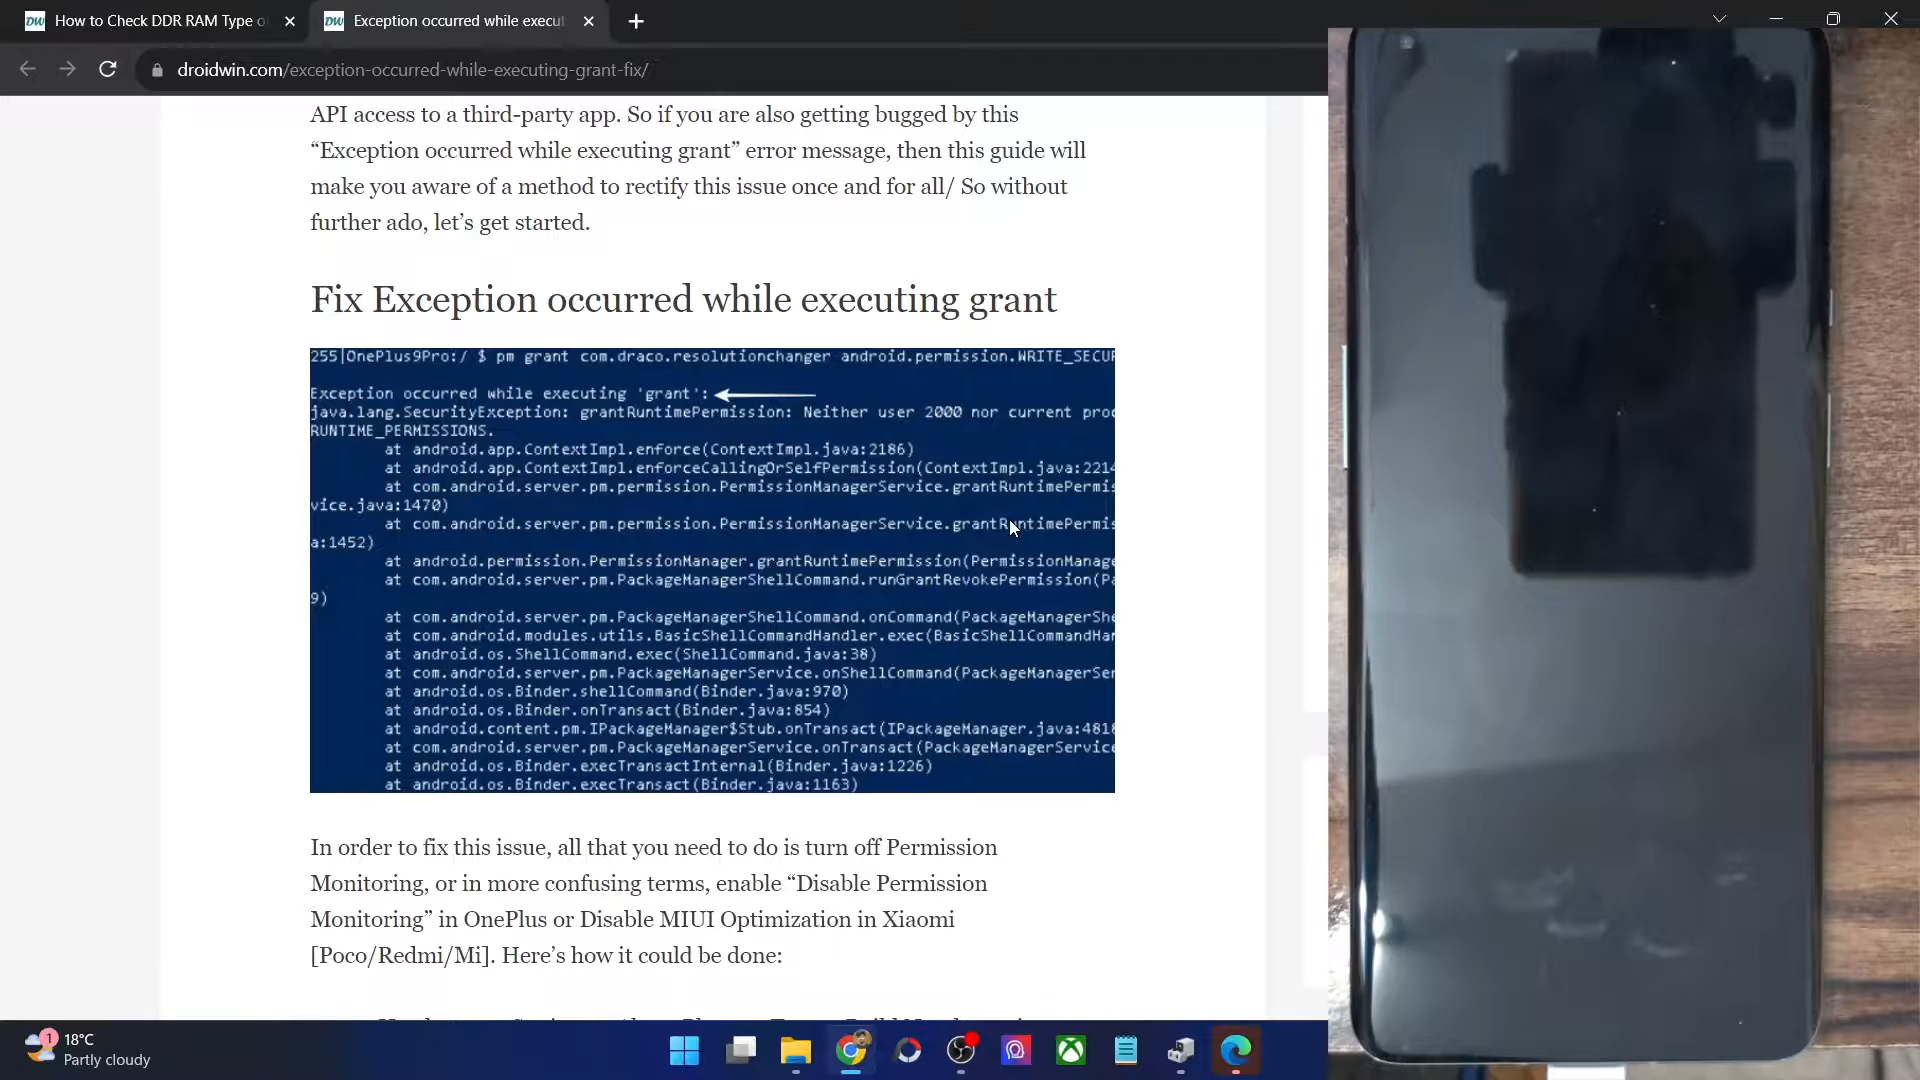 How to Check DDR RAM Type o
Exception occurred while execut
droidwin.com/exception-occurred-while-executing-grant-fix/
API access to a third-party app. So if you are also getting bugged by this
“Exception occurred while executing grant” error message, then this guide will
make you aware of a method to rectify this issue once and for all/ So without
further ado, let’s get started.
Fix Exception occurred while executing grant
255|OnePlus9Pro:/ $ pm grant com.draco.resolutionchanger android.permission.WRITE_SECUR
Exception occurred while executing 'grant':
java.lang.SecurityException: grantRuntimePermission: Neither user 2000 nor current proc
RUNTIME_PERMISSIONS.
at android.app.ContextImpl.enforce(ContextImpl.java:2186)
at android.app.ContextImpl.enforceCallingOrSelfPermission(ContextImpl.java:2214
at com.android.server.pm.permission.PermissionManagerService.grantRuntimePermis
vice.java:1470)
at com.android.server.pm.permission.PermissionManagerService.grantRuntimePermis
a:1452)
at android.permission.PermissionManager.grantRuntimePermission(PermissionManage
at com.android.server.pm.PackageManagerShellCommand.runGrantRevokePermission(Pa
9)
at com.android.server.pm.PackageManagerShellCommand.onCommand(PackageManagerShe
at com.android.modules.utils.BasicShellCommandHandler.exec(BasicShellCommandHan
at android.os.ShellCommand.exec(ShellCommand.java:38)
at com.android.server.pm.PackageManagerService.onShellCommand(PackageManagerSer
at android.os.Binder.shellCommand(Binder.java:970)
at android.os.Binder.onTransact(Binder.java:854)
at android.content.pm.IPackageManager$Stub.onTransact(IPackageManager.java:4818
at com.android.server.pm.PackageManagerService.onTransact(PackageManagerService
at android.os.Binder.execTransactInternal(Binder.java:1226)
at android.os.Binder.execTransact(Binder.java:1163)
In order to fix this issue, all that you need to do is turn off Permission
Monitoring, or in more confusing terms, enable “Disable Permission
Monitoring” in OnePlus or Disable MIUI Optimization in Xiaomi
[Poco/Redmi/Mi]. Here’s how it could be done:
1
18°C
Partly cloudy